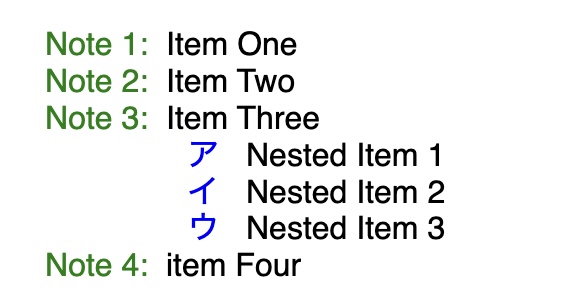 Note 1: Item One
Note 2: Item Two
Note 3: Item Three
ア Nested Item 1
イ Nested Item 2
ウ Nested Item 3
Note 4: item Four